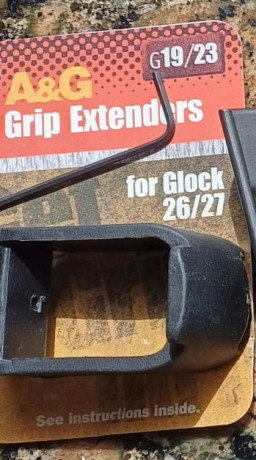 G19/23
A&G
Grip Extenders
for Glock
26/27
See instructions inside.